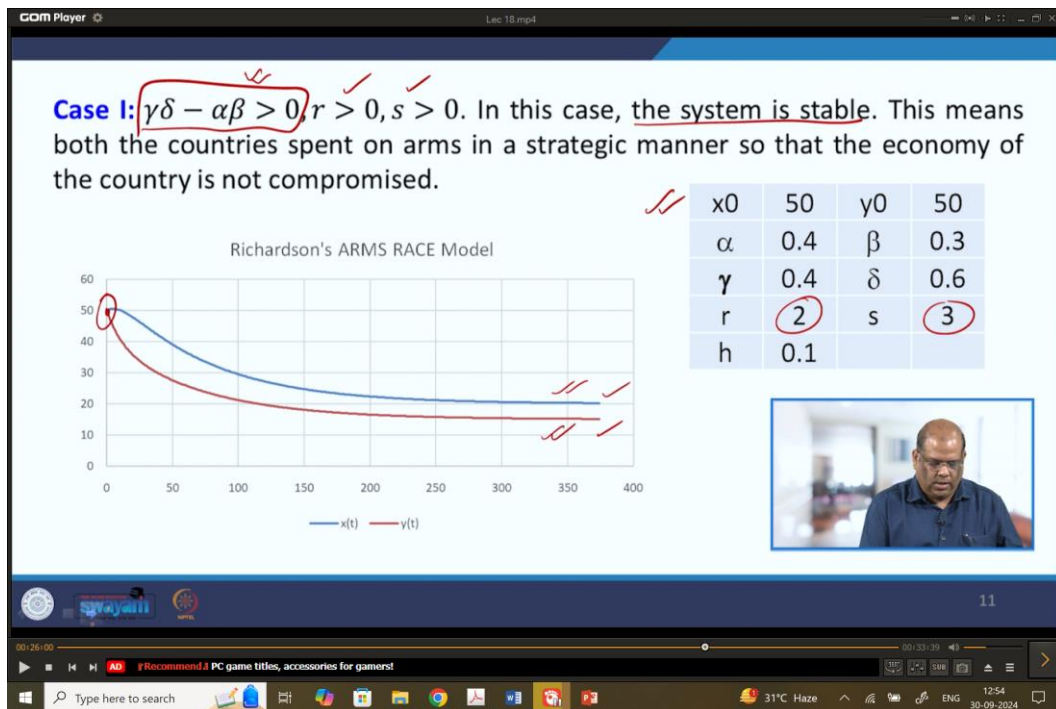 GOM Player
Lec 18.mp4
Case I: γδ − αβ > 0, r > 0, s > 0. In this case, the system is stable. This means
both the countries spent on arms in a strategic manner so that the economy of
the country is not compromised.
x0 50 y0 50
α 0.4 β 0.3
γ 0.4 δ 0.6
r 2 s 3
h 0.1
Richardson's ARMS RACE Model
60
50
40
30
20
10
0
0 50 100 150 200 250 300 350 400
x(t) y(t)
swayam
NPTEL
11
00:26:00
00:33:39
AD Recommend! PC game titles, accessories for gamers!
360°
SUB
Type here to search
31°C Haze
ENG
12:54
30-09-2024